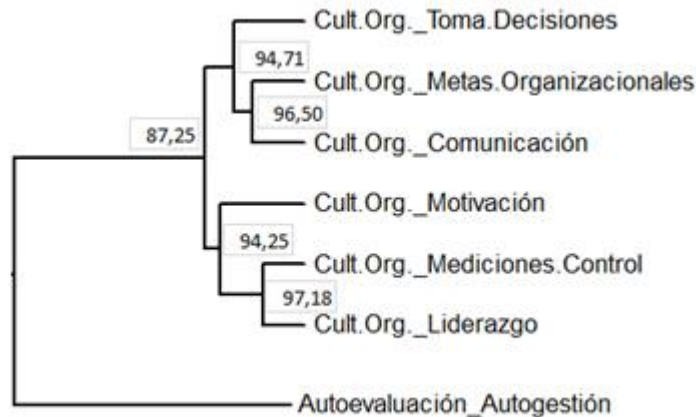 Cult.Org._Toma.Decisiones
94,71
Cult.Org._Metas.Organizacionales
96,50
87,25
Cult.Org._Comunicación
Cult.Org._Motivación
94,25
Cult.Org._Mediciones.Control
97,18
Cult.Org._Liderazgo
Autoevaluación_Autogestión